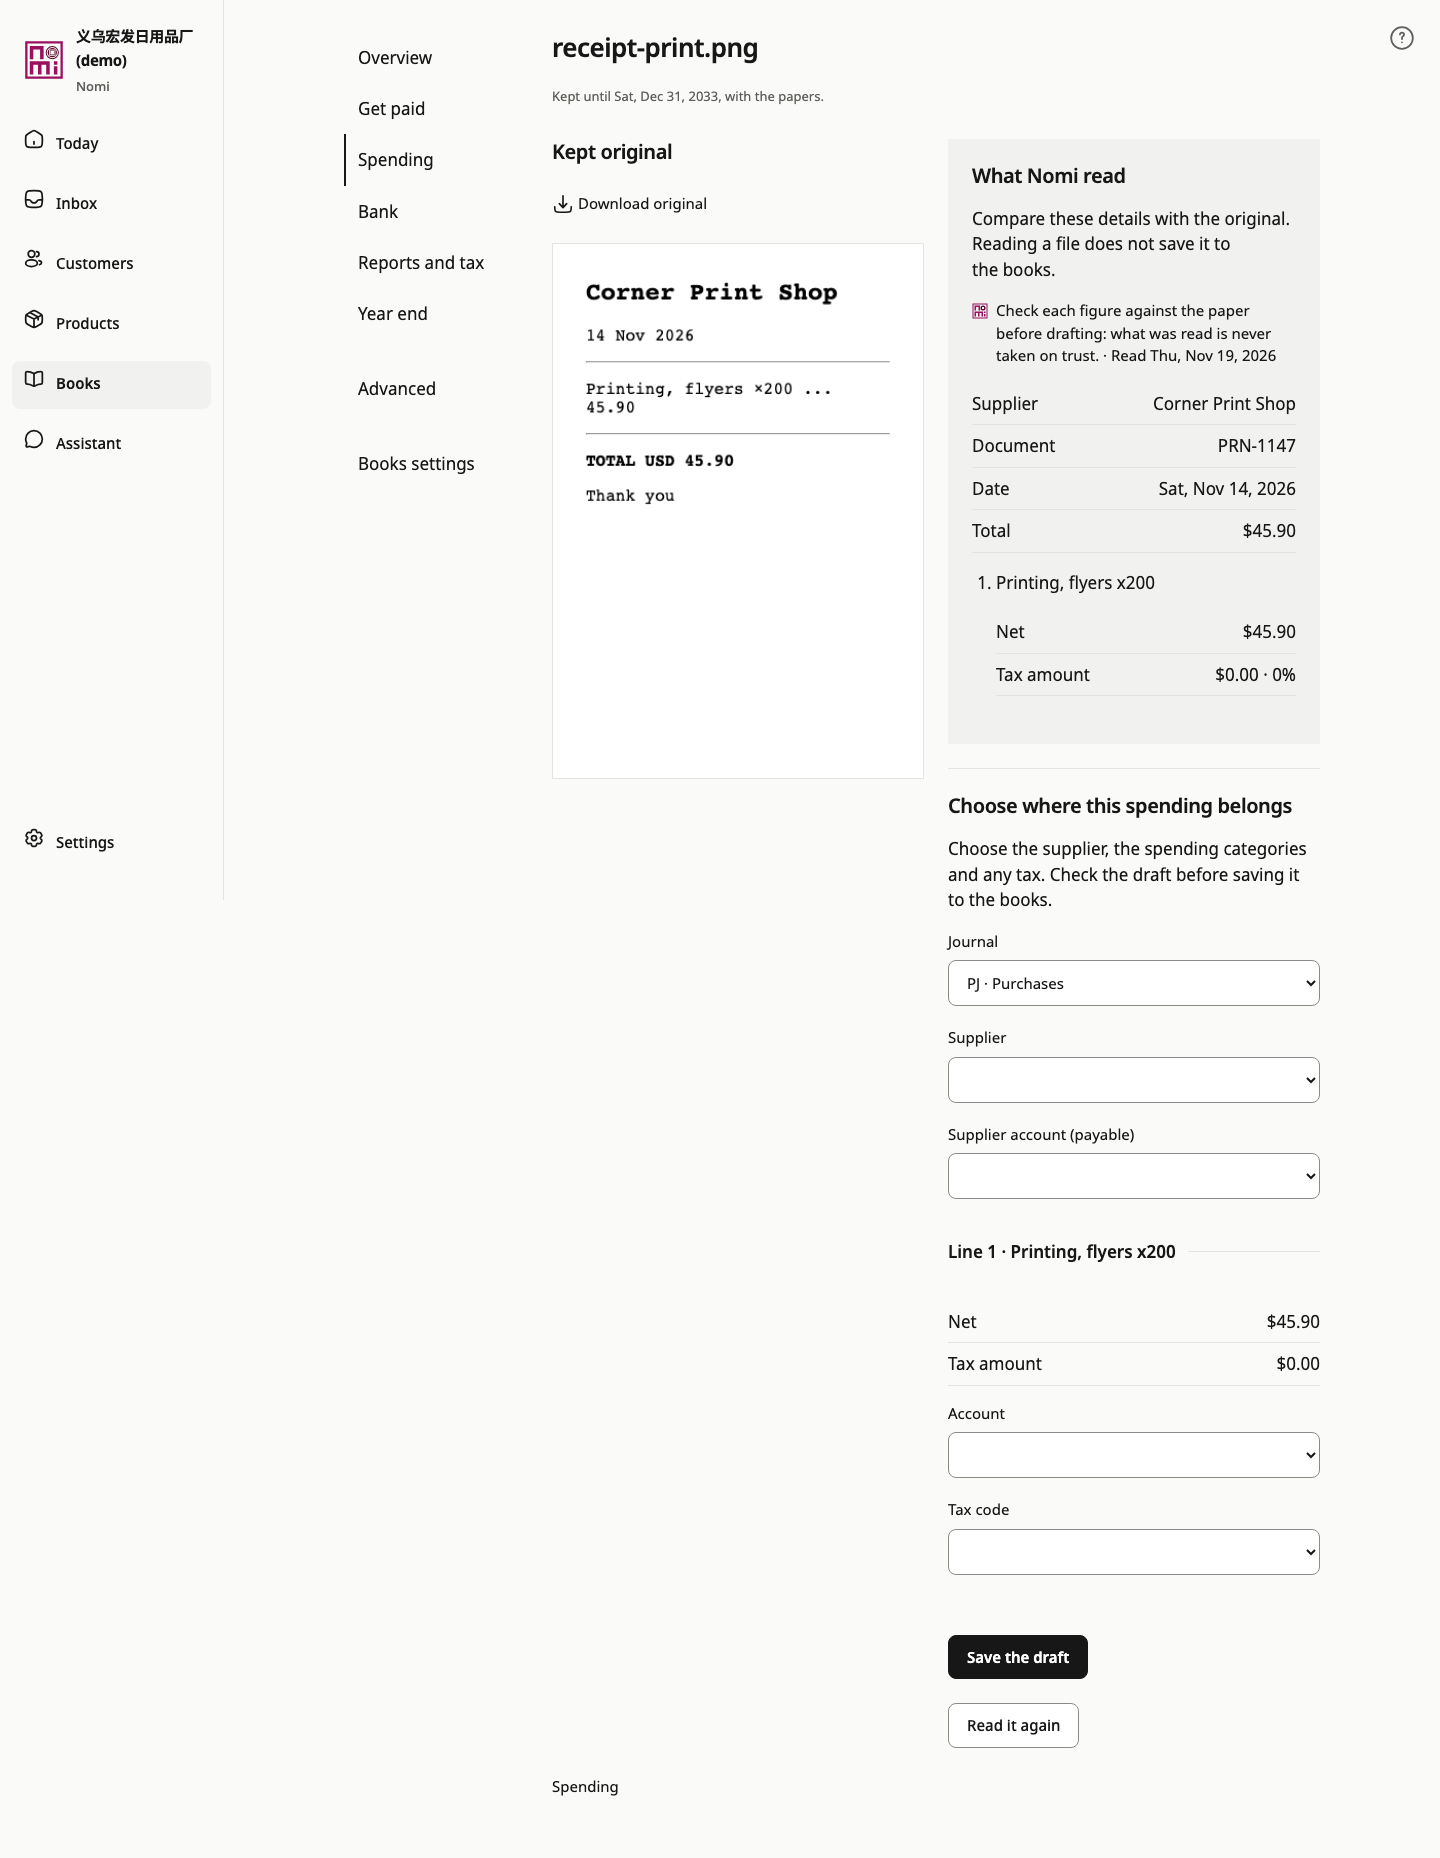 义乌宏发日用品厂
(demo)
Nomi
Today
Inbox
Customers
Products
Books
Assistant
Settings
Overview
Get paid
Spending
Bank
Reports and tax
Year end
Advanced
Books settings
receipt-print.png
Kept until Sat, Dec 31, 2033, with the papers.
Kept original
Download original
Corner Print Shop
14 Nov 2026
Printing, flyers ×200 ...
45.90
TOTAL USD 45.90
Thank you
What Nomi read
Compare these details with the original.
Reading a file does not save it to
the books.
Check each figure against the paper
before drafting: what was read is never
taken on trust. · Read Thu, Nov 19, 2026
Supplier Corner Print Shop
Document PRN-1147
Date Sat, Nov 14, 2026
Total $45.90
1. Printing, flyers x200
Net $45.90
Tax amount $0.00 · 0%
Choose where this spending belongs
Choose the supplier, the spending categories
and any tax. Check the draft before saving it
to the books.
Journal
PJ · Purchases
Supplier
Supplier account (payable)
Line 1 · Printing, flyers x200
Net $45.90
Tax amount $0.00
Account
Tax code
Save the draft
Read it again
Spending